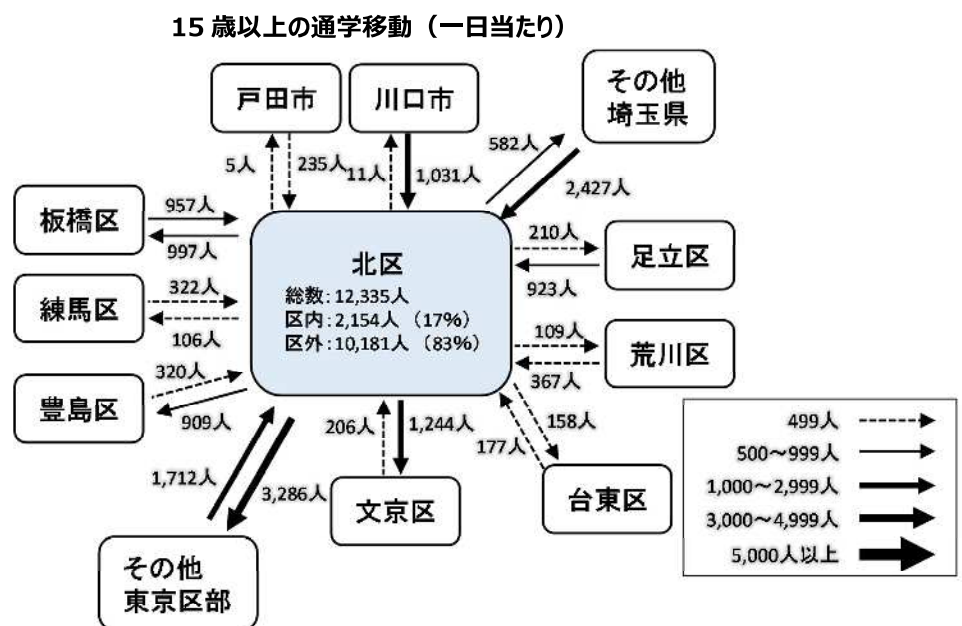 15歳以上の通学移動（一日当たり）
戸田市
川口市
その他
埼玉県
5人
235人
11人
1,031人
582人
2,427人
板橋区
957人
997人
練馬区
322人
106人
豊島区
320人
909人
北区
総数：12,335人
区内：2,154人（17%）
区外：10,181人（83%）
210人
923人
足立区
109人
367人
荒川区
1,712人
3,286人
その他
東京区部
206人
1,244人
文京区
177人
158人
台東区
499人
500～999人
1,000～2,999人
3,000～4,999人
5,000人以上